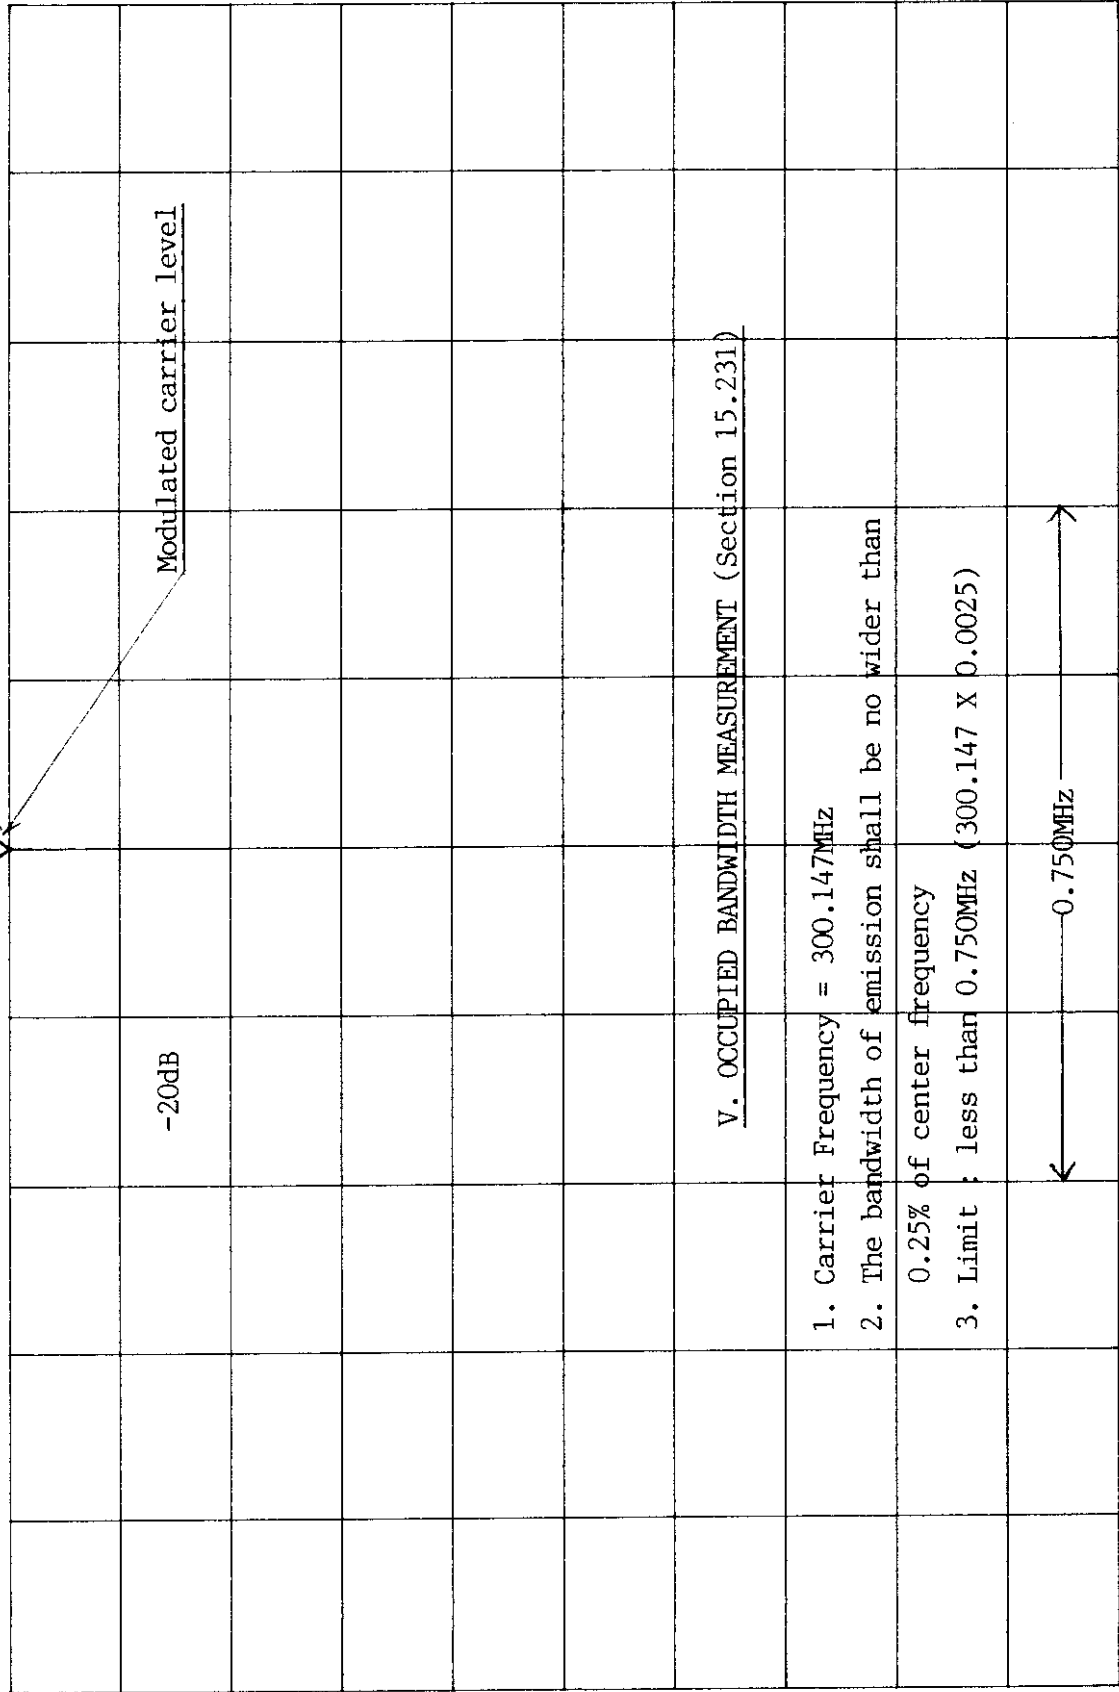 Modulated carrier level
-20dB
V. OCCUPIED BANDWIDTH MEASUREMENT (Section 15.231)
1. Carrier Frequency = 300.147MHz
2. The bandwidth of emission shall be no wider than
0.25% of center frequency
3. Limit : less than 0.750MHz (300.147 X 0.0025)
0.750MHz